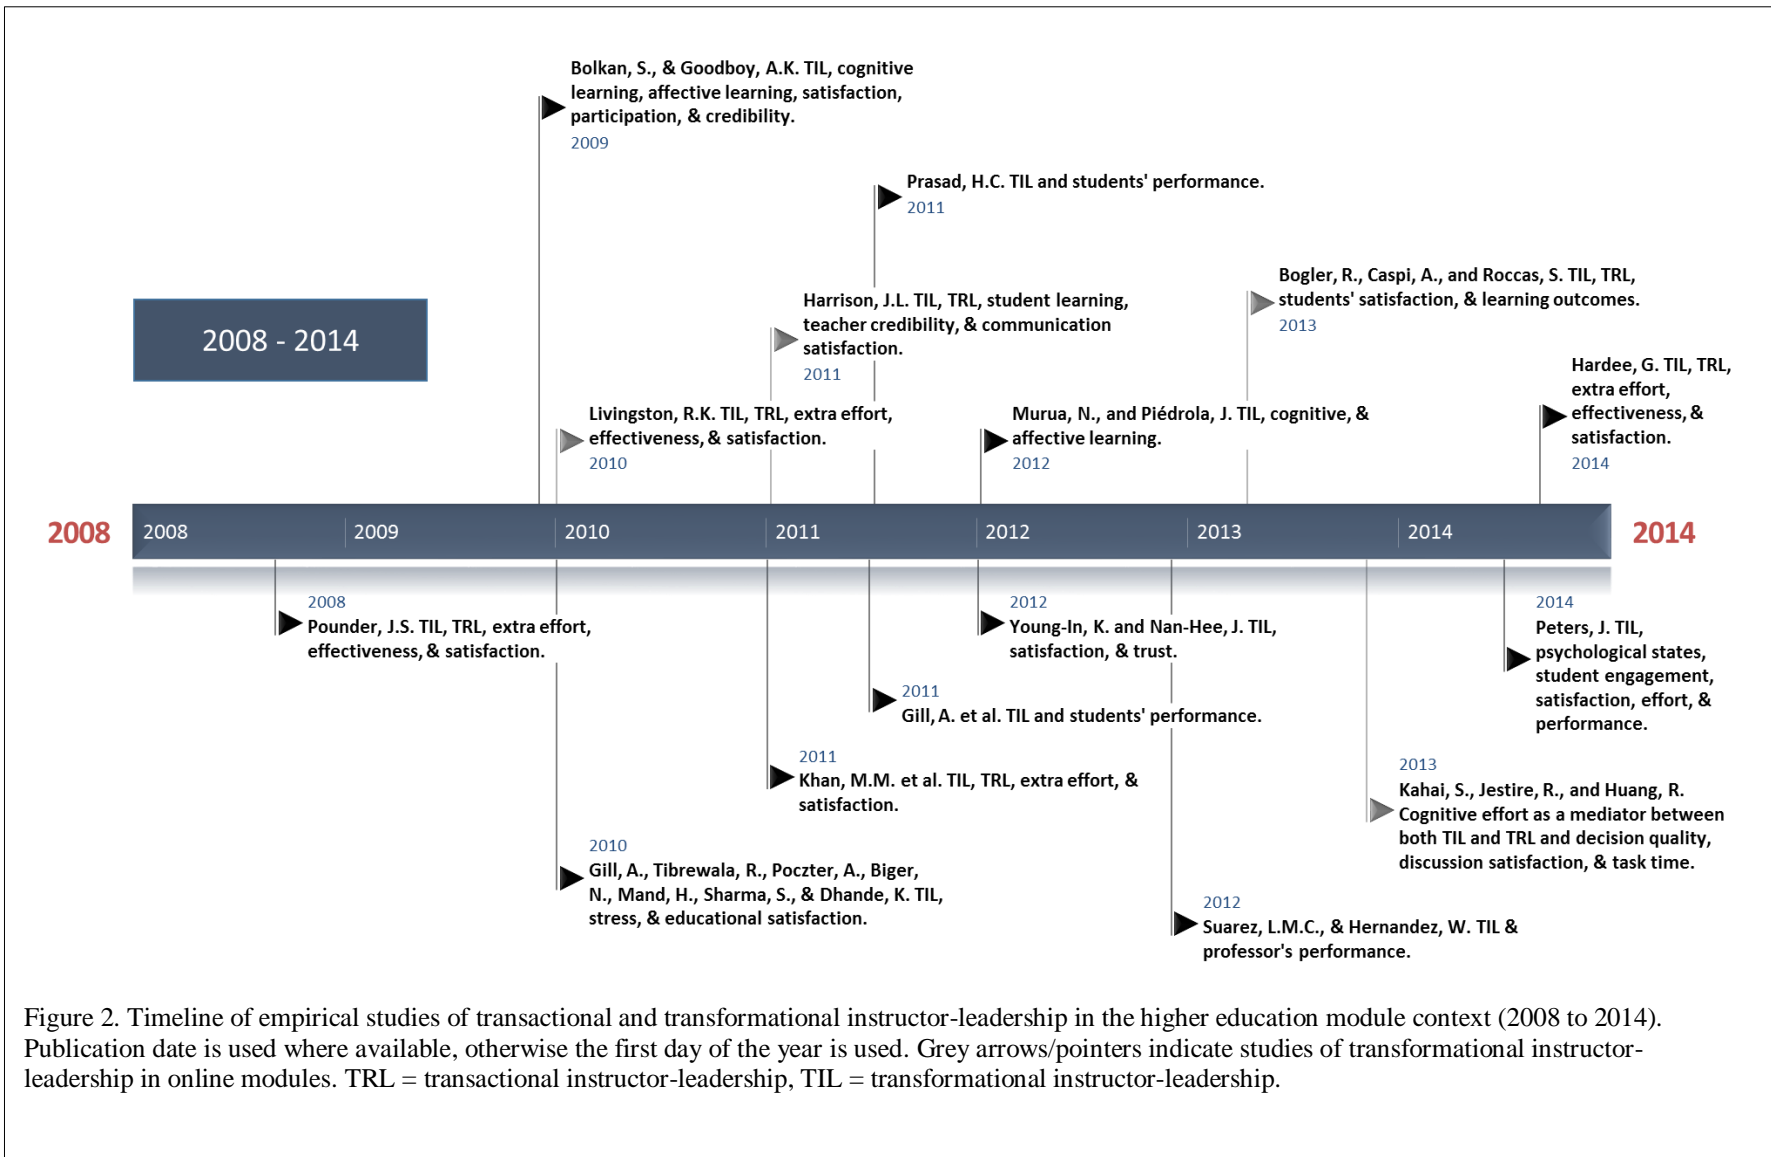 Bolkan, S., & Goodboy, A.K. TIL, cognitive
learning, affective learning, satisfaction,
participation, & credibility.
2009
Prasad, H.C. TIL and students' performance.
2011
Harrison, J.L. TIL, TRL, student learning,
teacher credibility, & communication
satisfaction.
2011
Bogler, R., Caspi, A., and Roccas, S. TIL, TRL,
students' satisfaction, & learning outcomes.
2013
2008 - 2014
Hardee, G. TIL, TRL,
extra effort,
effectiveness, &
satisfaction.
2014
Livingston, R.K. TIL, TRL, extra effort,
effectiveness, & satisfaction.
2010
Murua, N., and Piédrola, J. TIL, cognitive, &
affective learning.
2012
2008
2008
2009
2010
2011
2012
2013
2014
2014
2008
Pounder, J.S. TIL, TRL, extra effort,
effectiveness, & satisfaction.
2012
Young-In, K. and Nan-Hee, J. TIL,
satisfaction, & trust.
2014
Peters, J. TIL,
psychological states,
student engagement,
satisfaction, effort, &
performance.
2011
Gill, A. et al. TIL and students' performance.
2011
Khan, M.M. et al. TIL, TRL, extra effort, &
satisfaction.
2013
Kahai, S., Jestire, R., and Huang, R.
Cognitive effort as a mediator between
both TIL and TRL and decision quality,
discussion satisfaction, & task time.
2010
Gill, A., Tibrewala, R., Poczter, A., Biger,
N., Mand, H., Sharma, S., & Dhande, K. TIL,
stress, & educational satisfaction.
2012
Suarez, L.M.C., & Hernandez, W. TIL &
professor's performance.
Figure 2. Timeline of empirical studies of transactional and transformational instructor-leadership in the higher education module context (2008 to 2014).
Publication date is used where available, otherwise the first day of the year is used. Grey arrows/pointers indicate studies of transformational instructor-
leadership in online modules. TRL = transactional instructor-leadership, TIL = transformational instructor-leadership.